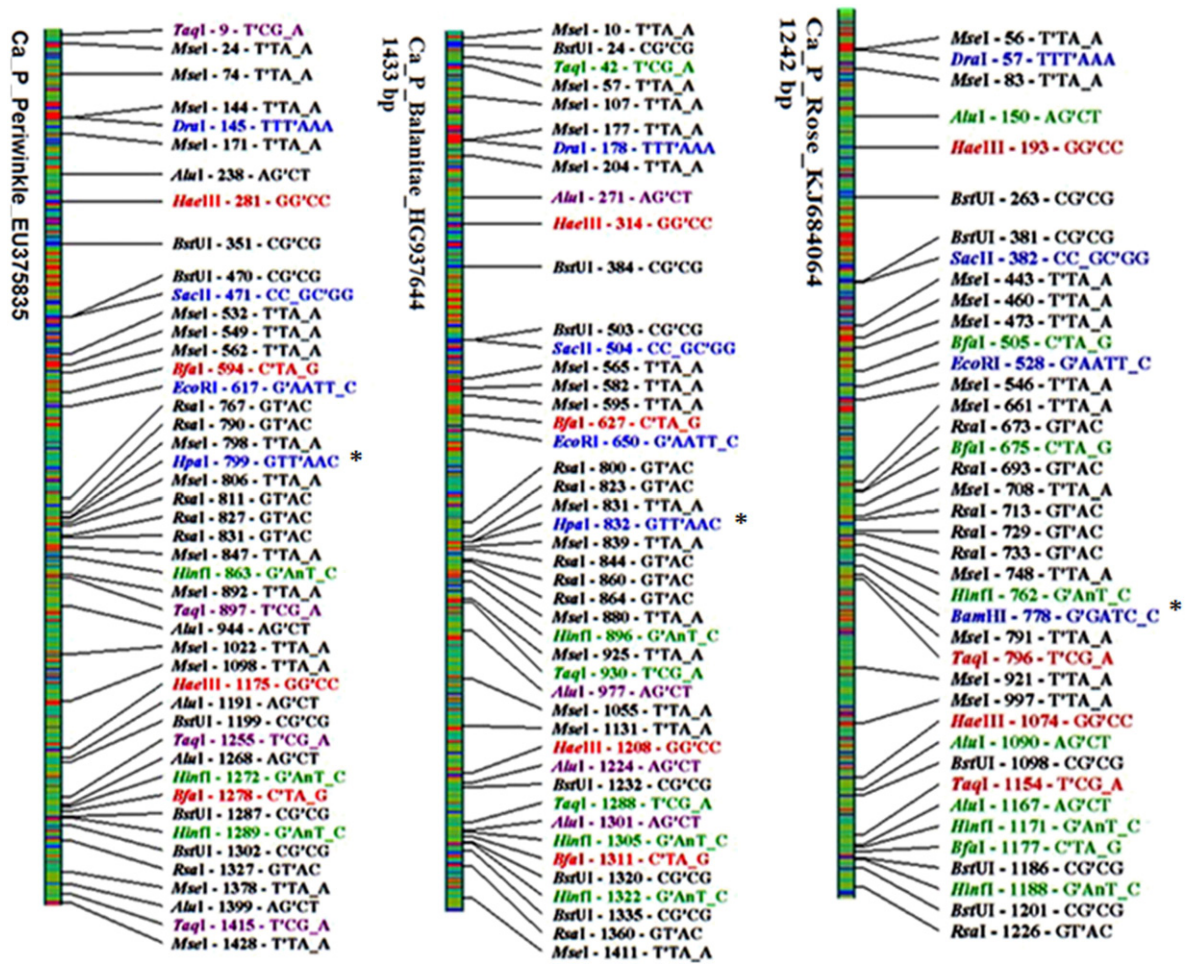 Ca_P_Periwinkle_EU375835
TaqI - 9 - T'CG_A
MseI - 24 - T'TA_A
MseI - 74 - T'TA_A
MseI - 144 - T'TA_A
DraI - 145 - TTT'AAA
MseI - 171 - T'TA_A
AluI - 238 - AG'CT
HaeIII - 281 - GG'CC
BstUI - 351 - CG'CG
BstUI - 470 - CG'CG
SacII - 471 - CC_GC'GG
MseI - 532 - T'TA_A
MseI - 549 - T'TA_A
MseI - 562 - T'TA_A
BfaI - 594 - C'TA_G
EcoRI - 617 - G'AATT_C
RsaI - 767 - GT'AC
RsaI - 790 - GT'AC
MseI - 798 - T'TA_A
HpaI - 799 - GTT'AAC *
MseI - 806 - T'TA_A
RsaI - 811 - GT'AC
RsaI - 827 - GT'AC
RsaI - 831 - GT'AC
MseI - 847 - T'TA_A
HinfI - 863 - G'AnT_C
MseI - 892 - T'TA_A
TaqI - 897 - T'CG_A
AluI - 944 - AG'CT
MseI - 1022 - T'TA_A
MseI - 1098 - T'TA_A
HaeIII - 1175 - GG'CC
AluI - 1191 - AG'CT
BstUI - 1199 - CG'CG
TaqI - 1255 - T'CG_A
AluI - 1268 - AG'CT
HinfI - 1272 - G'AnT_C
BfaI - 1278 - C'TA_G
BstUI - 1287 - CG'CG
HinfI - 1289 - G'AnT_C
BstUI - 1302 - CG'CG
RsaI - 1327 - GT'AC
MseI - 1378 - T'TA_A
AluI - 1399 - AG'CT
TaqI - 1415 - T'CG_A
MseI - 1428 - T'TA_A
Ca_P_Balanitae_HG937644
1433 bp
MseI - 10 - T'TA_A
BstUI - 24 - CG'CG
TaqI - 42 - T'CG_A
MseI - 57 - T'TA_A
MseI - 107 - T'TA_A
MseI - 177 - T'TA_A
DraI - 178 - TTT'AAA
MseI - 204 - T'TA_A
AluI - 271 - AG'CT
HaeIII - 314 - GG'CC
BstUI - 384 - CG'CG
BstUI - 503 - CG'CG
SacII - 504 - CC_GC'GG
MseI - 565 - T'TA_A
MseI - 582 - T'TA_A
MseI - 595 - T'TA_A
BfaI - 627 - C'TA_G
EcoRI - 650 - G'AATT_C
RsaI - 800 - GT'AC
RsaI - 823 - GT'AC
MseI - 831 - T'TA_A
HpaI - 832 - GTT'AAC *
MseI - 839 - T'TA_A
RsaI - 844 - GT'AC
RsaI - 860 - GT'AC
RsaI - 864 - GT'AC
MseI - 880 - T'TA_A
HinfI - 896 - G'AnT_C
MseI - 925 - T'TA_A
TaqI - 930 - T'CG_A
AluI - 977 - AG'CT
MseI - 1055 - T'TA_A
MseI - 1131 - T'TA_A
HaeIII - 1208 - GG'CC
AluI - 1224 - AG'CT
BstUI - 1232 - CG'CG
TaqI - 1288 - T'CG_A
AluI - 1301 - AG'CT
HinfI - 1305 - G'AnT_C
BfaI - 1311 - C'TA_G
BstUI - 1320 - CG'CG
HinfI - 1322 - G'AnT_C
BstUI - 1335 - CG'CG
RsaI - 1360 - GT'AC
MseI - 1411 - T'TA_A
Ca_P_Rose_KJ684064
1242 bp
MseI - 56 - T'TA_A
DraI - 57 - TTT'AAA
MseI - 83 - T'TA_A
AluI - 150 - AG'CT
HaeIII - 193 - GG'CC
BstUI - 263 - CG'CG
BstUI - 381 - CG'CG
SacII - 382 - CC_GC'GG
MseI - 443 - T'TA_A
MseI - 460 - T'TA_A
MseI - 473 - T'TA_A
BfaI - 505 - C'TA_G
EcoRI - 528 - G'AATT_C
MseI - 546 - T'TA_A
MseI - 661 - T'TA_A
RsaI - 673 - GT'AC
BfaI - 675 - C'TA_G
RsaI - 693 - GT'AC
MseI - 708 - T'TA_A
RsaI - 713 - GT'AC
RsaI - 729 - GT'AC
RsaI - 733 - GT'AC
MseI - 748 - T'TA_A
HinfI - 762 - G'AnT_C
BamHI - 778 - G'GATC_C *
MseI - 791 - T'TA_A
TaqI - 796 - T'CG_A
MseI - 921 - T'TA_A
MseI - 997 - T'TA_A
HaeIII - 1074 - GG'CC
AluI - 1090 - AG'CT
BstUI - 1098 - CG'CG
TaqI - 1154 - T'CG_A
AluI - 1167 - AG'CT
HinfI - 1171 - G'AnT_C
BfaI - 1177 - C'TA_G
BstUI - 1186 - CG'CG
HinfI - 1188 - G'AnT_C
BstUI - 1201 - CG'CG
RsaI - 1226 - GT'AC